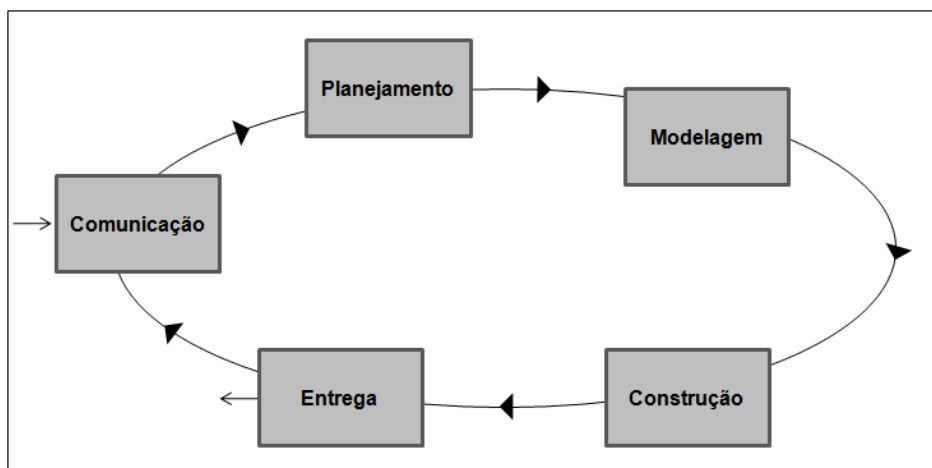 Planejamento
Modelagem
Comunicação
Entrega
Construção